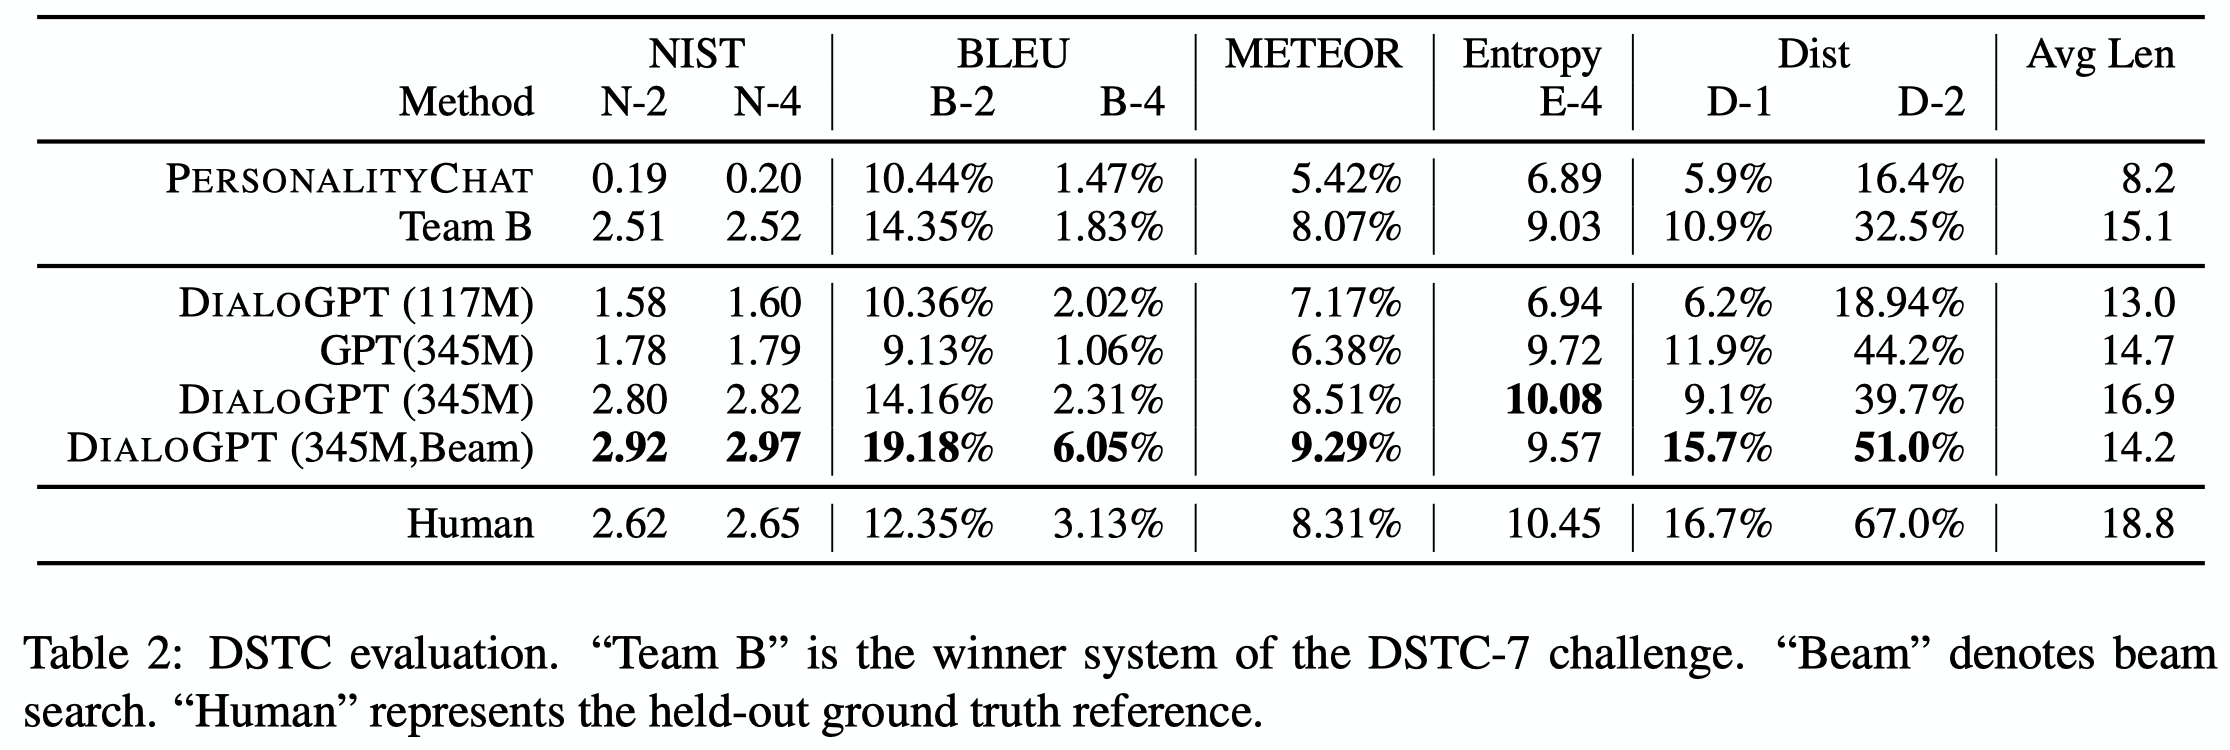 NIST BLEU METEOR Entropy Dist Avg Len
Method N-2 N-4 B-2 B-4 E-4 D-1 D-2
PERSONALITYCHAT 0.19 0.20 10.44% 1.47% 5.42% 6.89 5.9% 16.4% 8.2
Team B 2.51 2.52 14.35% 1.83% 8.07% 9.03 10.9% 32.5% 15.1
DIALOGPT (117M) 1.58 1.60 10.36% 2.02% 7.17% 6.94 6.2% 18.94% 13.0
GPT(345M) 1.78 1.79 9.13% 1.06% 6.38% 9.72 11.9% 44.2% 14.7
DIALOGPT (345M) 2.80 2.82 14.16% 2.31% 8.51% 10.08 9.1% 39.7% 16.9
DIALOGPT (345M,Beam) 2.92 2.97 19.18% 6.05% 9.29% 9.57 15.7% 51.0% 14.2
Human 2.62 2.65 12.35% 3.13% 8.31% 10.45 16.7% 67.0% 18.8
Table 2: DSTC evaluation. “Team B” is the winner system of the DSTC-7 challenge. “Beam” denotes beam
search. “Human” represents the held-out ground truth reference.